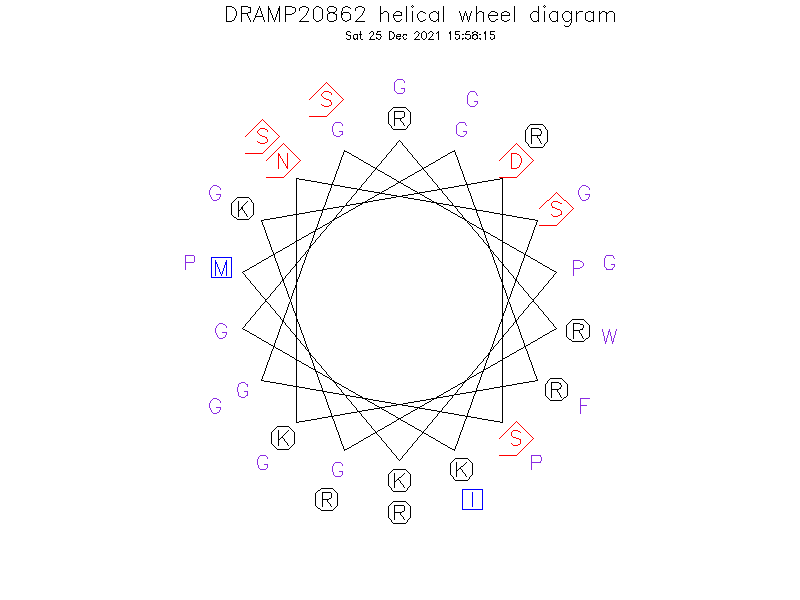 DRAMP20862 helical wheel diagram
Sat 25 Dec 2021 15:58:15
G
S G
R
G G
S R
N D
G G
K S
P G
M P
G R W
G R
G F
K S
G P
G K
R I
K
R